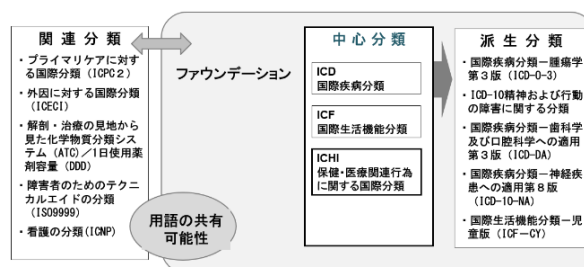 関連分類
・プライマリケアに対す
る国際分類（ICPC２）
・外因に対する国際分類
（ICECI）
・解剖・治療の見地から
見た化学物質分類シス
テム（ATC）／1日使用薬
剤容量（DDD）
・障害者のためのテクニ
カルエイドの分類
（ISO9999）
・看護の分類（ICNP）
ファウンデーション
用語の共有
可能性
中心分類
ICD
国際疾病分類
ICF
国際生活機能分類
ICHI
保健・医療関連行為
に関する国際分類
派生分類
・国際疾病分類－腫瘍学
第３版（ICD-O-3）
・ICD-10精神および行動
の障害に関する分類
・国際疾病分類－歯科学
及び口腔科学への適用
第３版（ICD-DA）
・国際疾病分類－神経疾
患への適用第８版
（ICD-10-NA）
・国際生活機能分類－児
童版（ICF－CY）